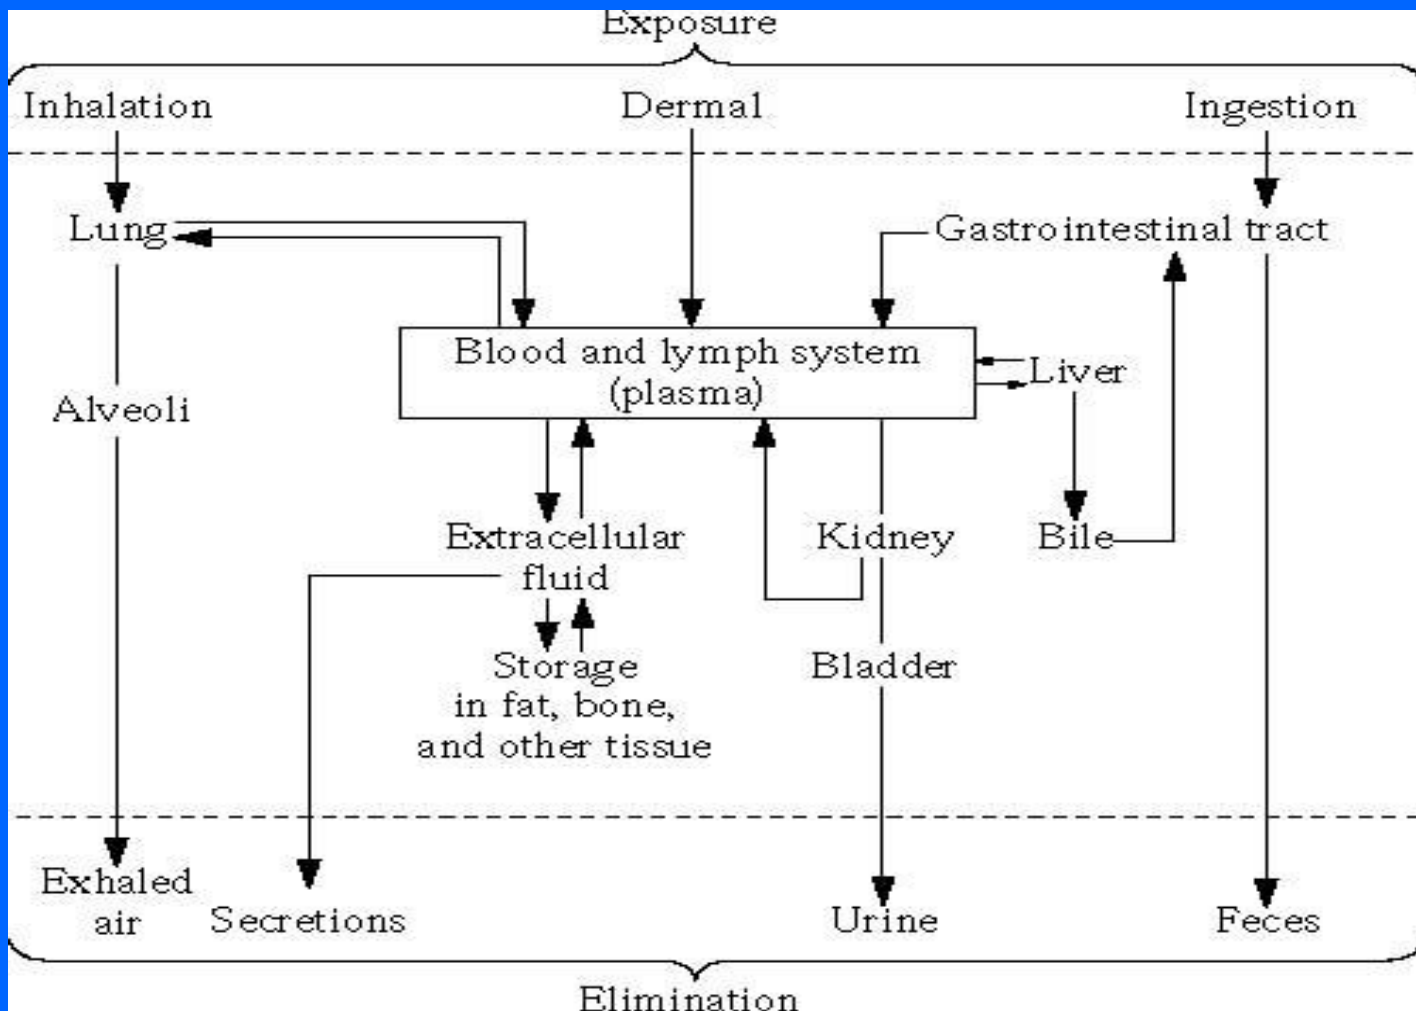 Exposure
Inhalation
Dermal
Ingestion
Lung
Gastrointestinal tract
Blood and lymph system
(plasma)
Liver
Alveoli
Extracellular
fluid
Kidney
Bile
Storage
in fat, bone,
and other tissue
Bladder
Exhaled
air
Secretions
Urine
Feces
Elimination